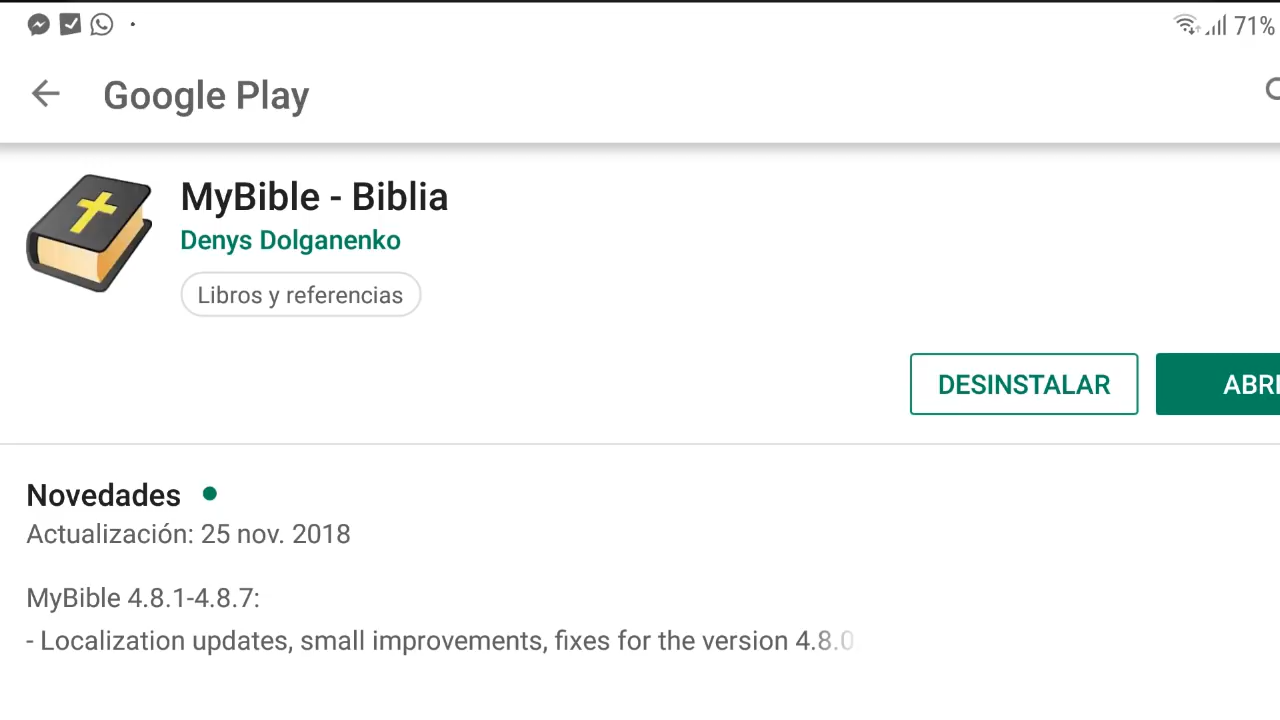 71%
Google Play
MyBible - Biblia
Denys Dolganenko
Libros y referencias
DESINSTALAR
ABRI
Novedades
Actualización: 25 nov. 2018
MyBible 4.8.1-4.8.7:
- Localization updates, small improvements, fixes for the version 4.8.0